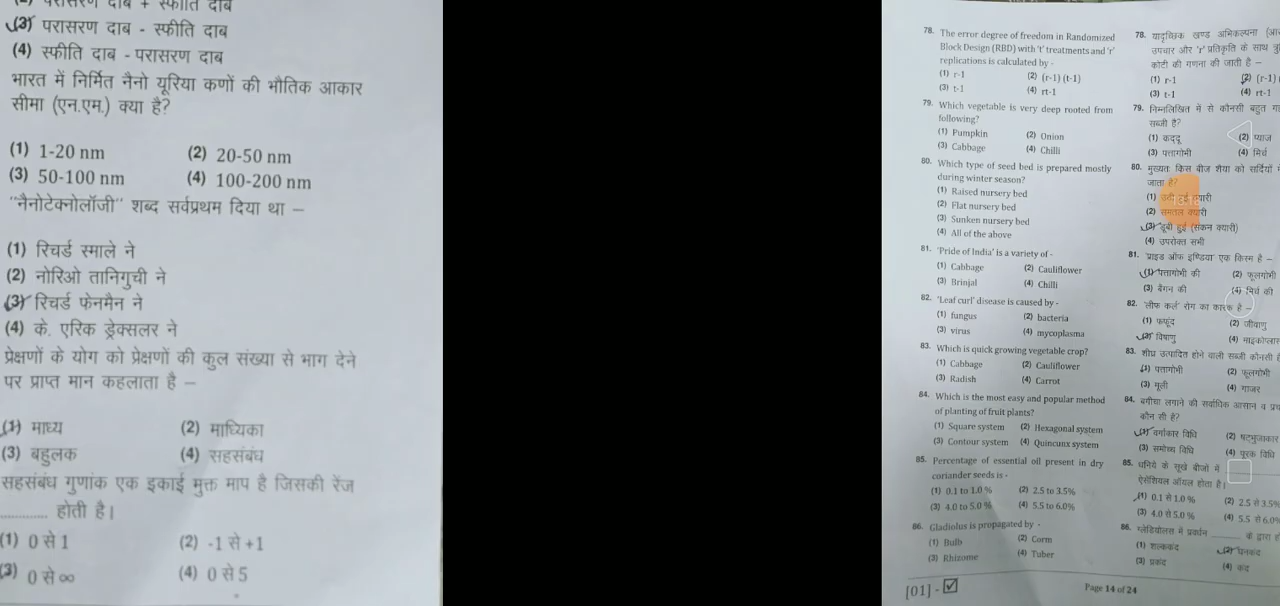 (2) परासरण दाब + स्फीति दाब
(3) परासरण दाब - स्फीति दाब
(4) स्फीति दाब - परासरण दाब
भारत में निर्मित नैनो यूरिया कणों की भौतिक आकार
सीमा (एन.एम.) क्या है?
(1) 1-20 nm (2) 20-50 nm
(3) 50-100 nm (4) 100-200 nm
"नैनोटेक्नोलॉजी" शब्द सर्वप्रथम दिया था –
(1) रिचर्ड स्माले ने
(2) नोरिओ तानिगुची ने
(3) रिचर्ड फेनमैन ने
(4) के. एरिक ड्रेक्सलर ने
प्रेक्षणों के योग को प्रेक्षणों की कुल संख्या से भाग देने
पर प्राप्त मान कहलाता है –
(1) माध्य (2) माध्यिका
(3) बहुलक (4) सहसंबंध
सहसंबंध गुणांक एक इकाई मुक्त माप है जिसकी रेंज
.......... होती है।
(1) 0 से 1 (2) -1 से +1
(3) 0 से ∞ (4) 0 से 5
78. The error degree of freedom in Randomized
Block Design (RBD) with 't' treatments and 'r'
replications is calculated by -
(1) r-1 (2) (r-1) (t-1)
(3) t-1 (4) rt-1
79. Which vegetable is very deep rooted from
following?
(1) Pumpkin (2) Onion
(3) Cabbage (4) Chilli
80. Which type of seed bed is prepared mostly
during winter season?
(1) Raised nursery bed
(2) Flat nursery bed
(3) Sunken nursery bed
(4) All of the above
81. 'Pride of India' is a variety of -
(1) Cabbage (2) Cauliflower
(3) Brinjal (4) Chilli
82. 'Leaf curl' disease is caused by -
(1) fungus (2) bacteria
(3) virus (4) mycoplasma
83. Which is quick growing vegetable crop?
(1) Cabbage (2) Cauliflower
(3) Radish (4) Carrot
84. Which is the most easy and popular method
of planting of fruit plants?
(1) Square system (2) Hexagonal system
(3) Contour system (4) Quincunx system
85. Percentage of essential oil present in dry
coriander seeds is -
(1) 0.1 to 1.0 % (2) 2.5 to 3.5%
(3) 4.0 to 5.0 % (4) 5.5 to 6.0%
86. Gladiolus is propagated by -
(1) Bulb (2) Corm
(3) Rhizome (4) Tuber
78. यादृच्छिक खण्ड अभिकल्पना
उपचार और 'r' प्रतिकृति के साथ
कोटी की गणना की जाती है –
(1) r-1 (2) (r-1)
(3) t-1 (4) rt-1
79. निम्नलिखित में से कौनसी बहुत
सब्जी है?
(1) कद्दू (2) प्याज
(3) पत्तागोभी (4) मिर्च
80. मुख्यतः किस बीज शैया को सर्दियों में
जाता है?
(1) उठी हुई क्यारी
(2) समतल क्यारी
(3) डूबी हुई (संकन क्यारी)
(4) उपरोक्त सभी
81. 'प्राइड ऑफ इण्डिया' एक किस्म है –
(1) पत्तागोभी की (2) फूलगोभी
(3) बैंगन की (4) मिर्च की
82. 'लीफ कर्ल' रोग का कारक है –
(1) फफूंद (2) जीवाणु
(3) विषाणु (4) माइकोप्लाज
83. शीघ्र उत्पादित होने वाली सब्जी कौनसी
(1) पत्तागोभी (2) फूलगोभी
(3) मूली (4) गाजर
84. बगीचा लगाने की सर्वाधिक आसान व
कौन सी है?
(1) वर्गाकार विधि (2) षट्भुजाकार
(3) समोच्च विधि (4) पूरक विधि
85. धनिये के सूखे बीजों में
ऐसेंशियल ऑयल होता है।
(1) 0.1 से 1.0 % (2) 2.5 से 3.5%
(3) 4.0 से 5.0 % (4) 5.5 से 6.0%
86. ग्लेडियोलस में प्रवर्धन ........ के द्वारा
(1) शल्ककंद (2) घनकंद
(3) प्रकंद (4) कंद
[01] - ☑
Page 14 of 24